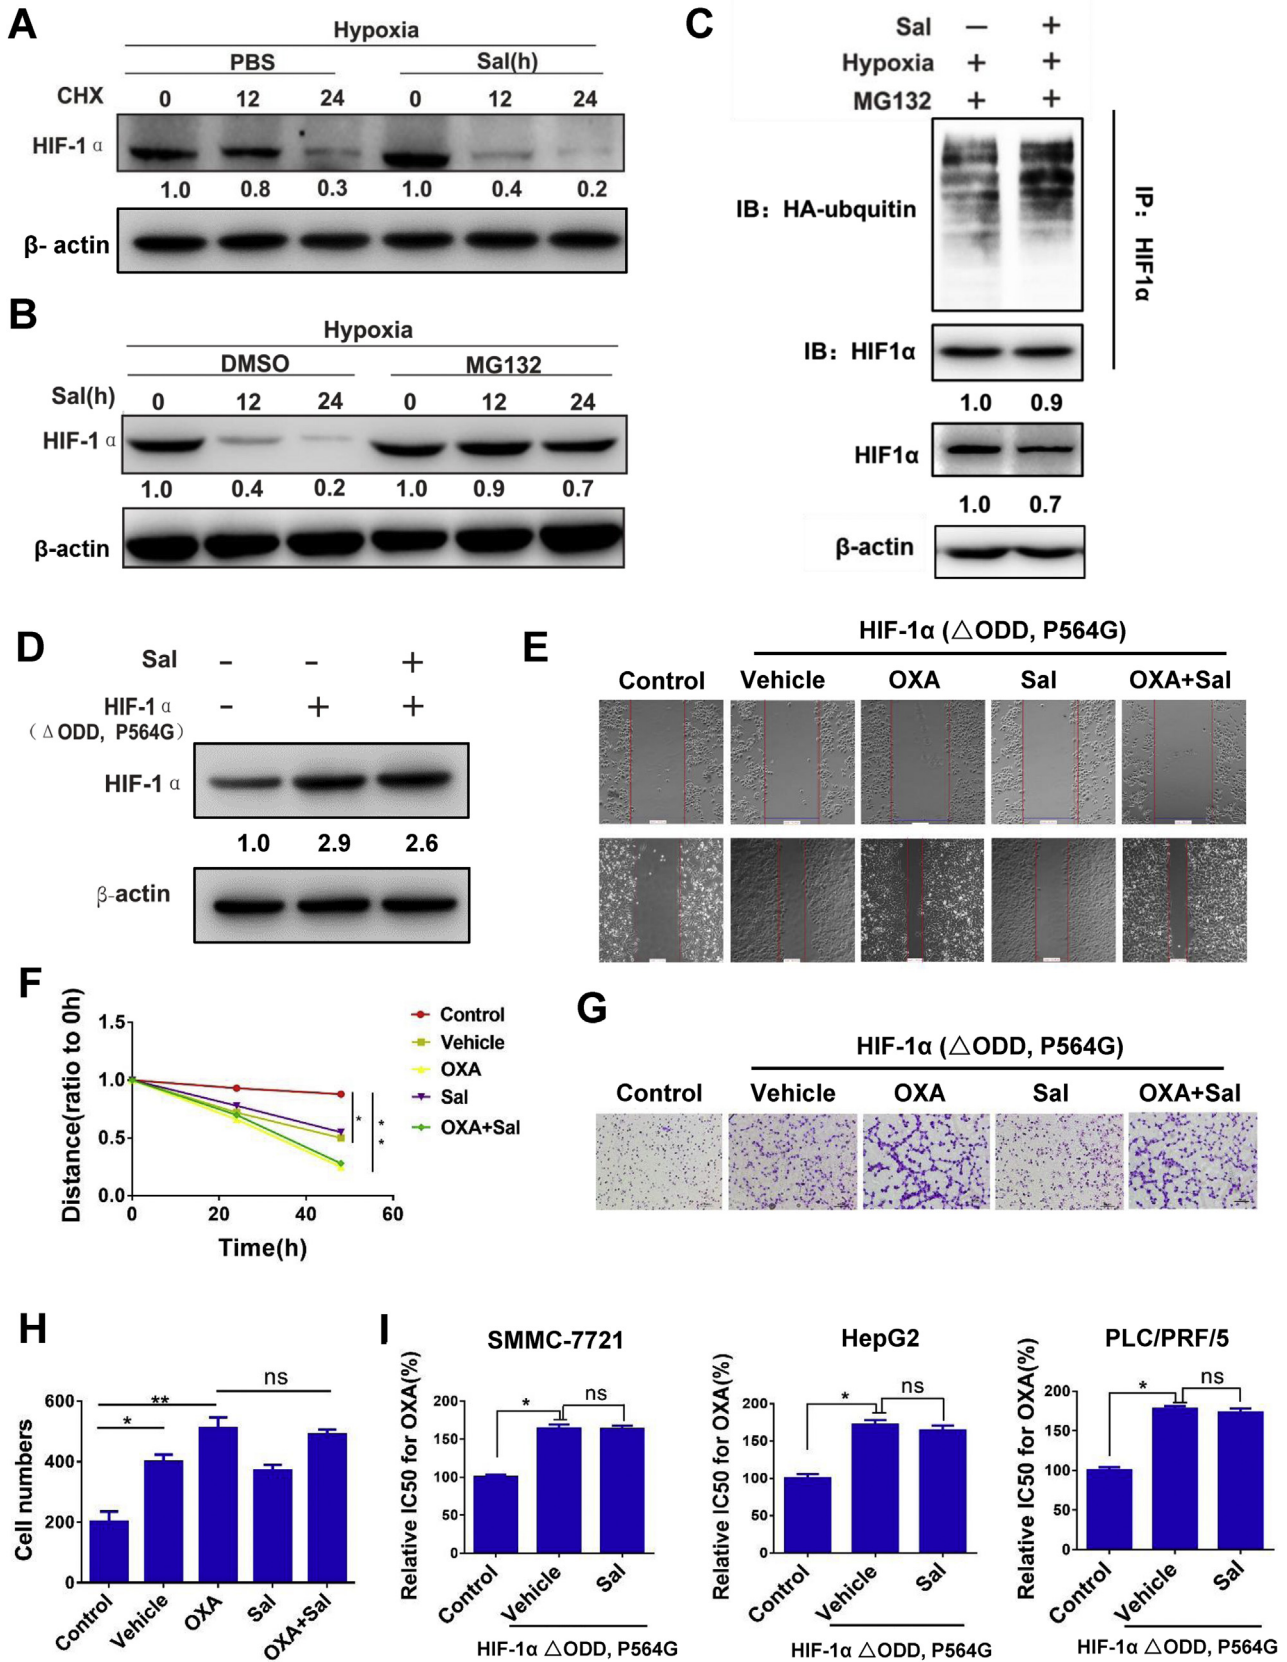 A
Hypoxia
PBS Sal(h)
CHX 0 12 24 0 12 24
HIF-1 α
1.0 0.8 0.3 1.0 0.4 0.2
β- actin
B
Hypoxia
DMSO MG132
Sal(h) 0 12 24 0 12 24
HIF-1 α
1.0 0.4 0.2 1.0 0.9 0.7
β-actin
C
Sal — +
Hypoxia + +
MG132 + +
IB: HA-ubquitin
IP: HIF1α
IB: HIF1α
1.0 0.9
HIF1α
1.0 0.7
β-actin
D
Sal - - +
HIF-1 α - + +
(ΔODD, P564G)
HIF-1 α
1.0 2.9 2.6
β-actin
E
HIF-1α (△ODD, P564G)
Control Vehicle OXA Sal OXA+Sal
F
Distance(ratio to 0h)
1.5
1.0
0.5
0.0
0 20 40 60
Time(h)
Control
Vehicle
OXA
Sal
OXA+Sal
*
* *
G
HIF-1α (△ODD, P564G)
Control Vehicle OXA Sal OXA+Sal
H
Cell numbers
600
400
200
0
* ** ns
Control Vehicle OXA Sal OXA+Sal
I
SMMC-7721
Relative IC50 for OXA(%)
200
150
100
50
0
* ns
Control Vehicle Sal
HIF-1α △ODD, P564G
HepG2
Relative IC50 for OXA(%)
200
150
100
50
0
* ns
Control Vehicle Sal
HIF-1α △ODD, P564G
PLC/PRF/5
Relative IC50 for OXA(%)
200
150
100
50
0
* ns
Control Vehicle Sal
HIF-1α △ODD, P564G